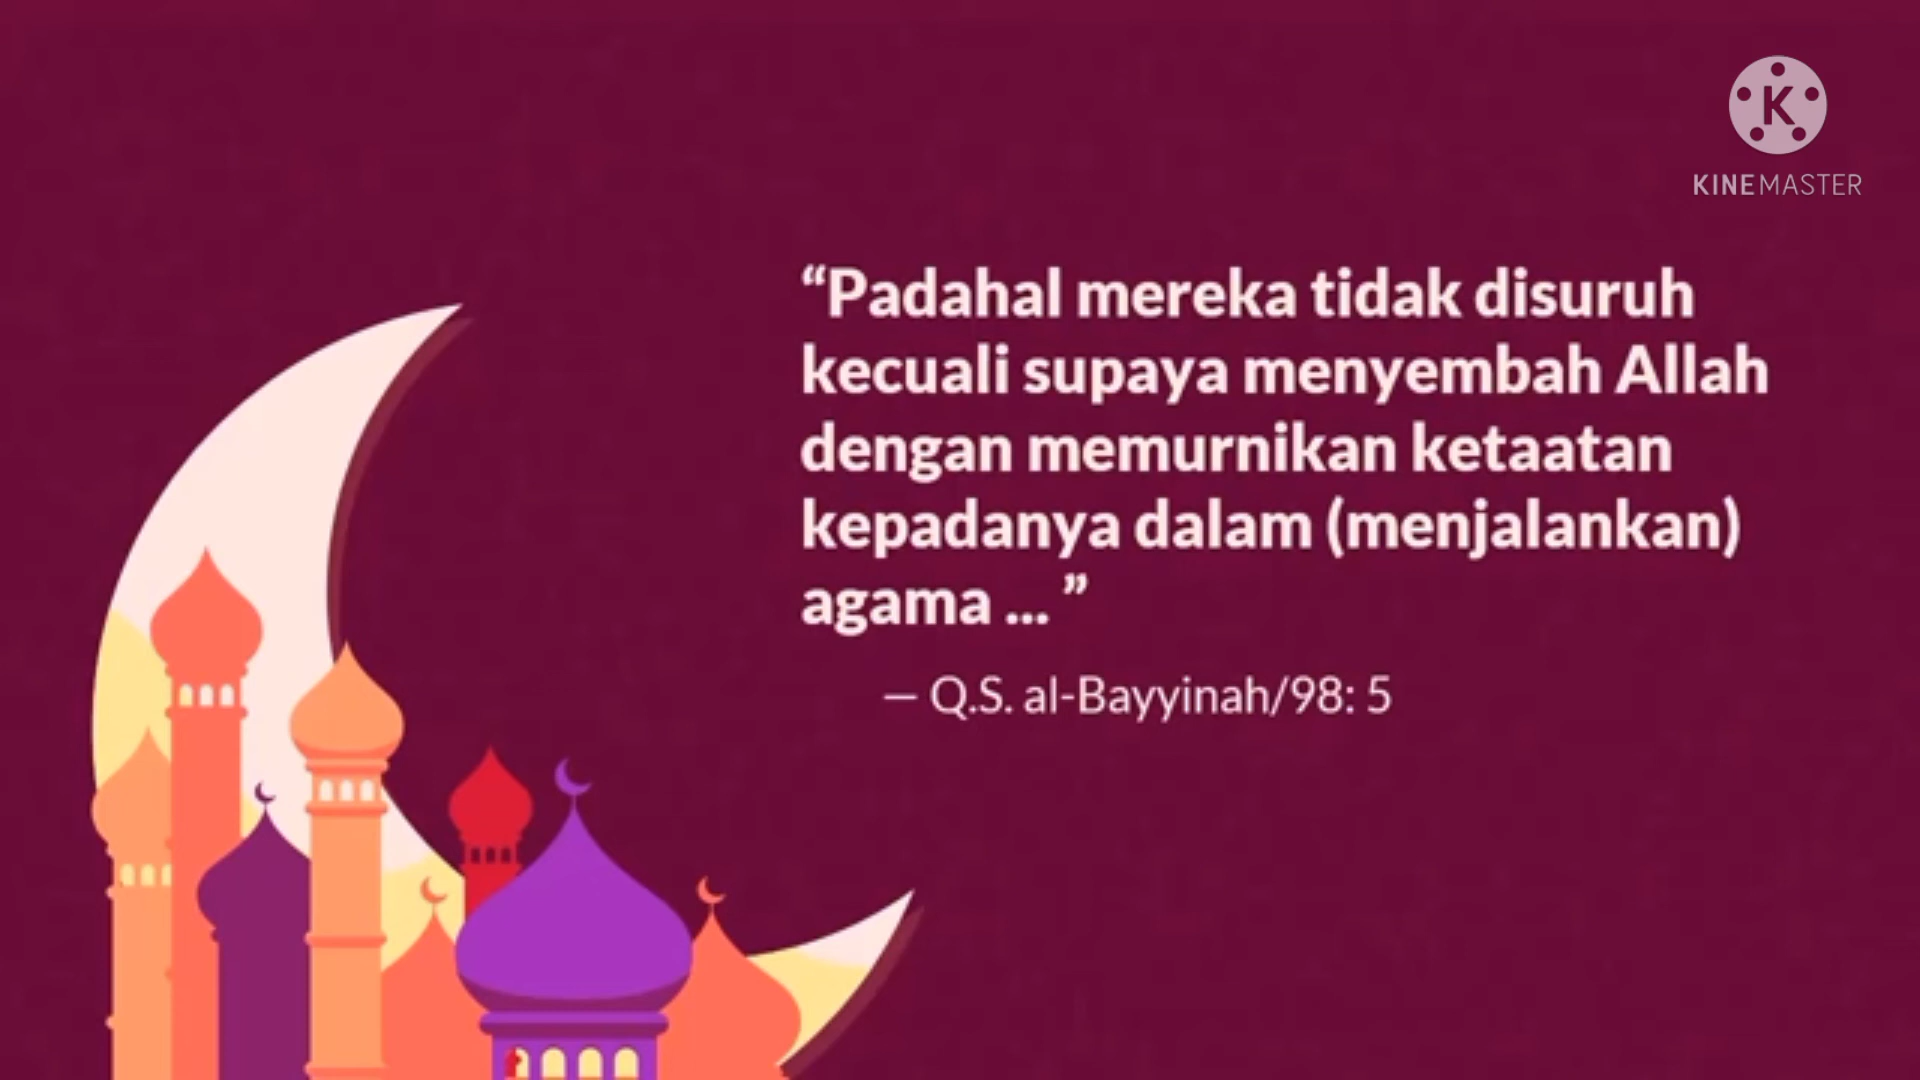 K
KINEMASTER
“Padahal mereka tidak disuruh
kecuali supaya menyembah Allah
dengan memurnikan ketaatan
kepadanya dalam (menjalankan)
agama ... ”
— Q.S. al-Bayyinah/98: 5